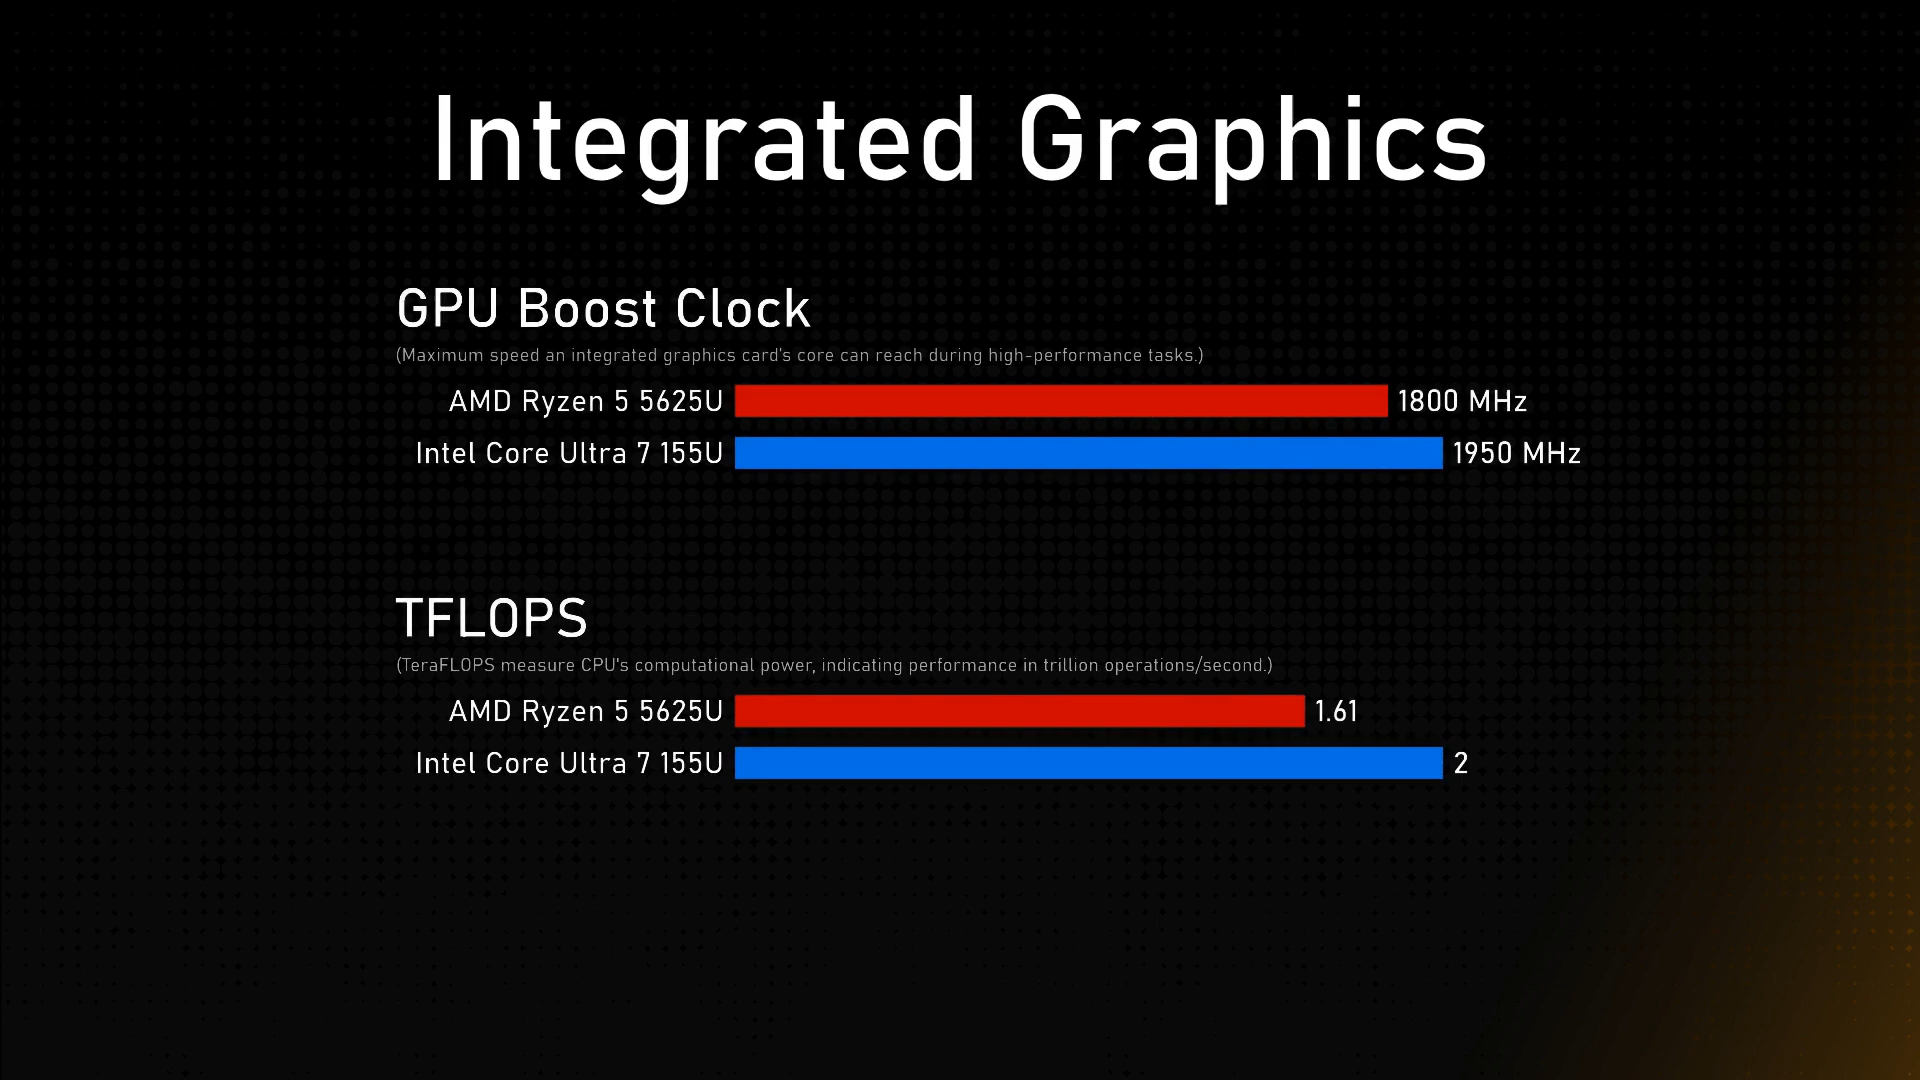 Integrated Graphics
GPU Boost Clock
(Maximum speed an integrated graphics card's core can reach during high-performance tasks.)
AMD Ryzen 5 5625U 1800 MHz
Intel Core Ultra 7 155U 1950 MHz
TFLOPS
(TeraFLOPS measure CPU's computational power, indicating performance in trillion operations/second.)
AMD Ryzen 5 5625U 1.61
Intel Core Ultra 7 155U 2